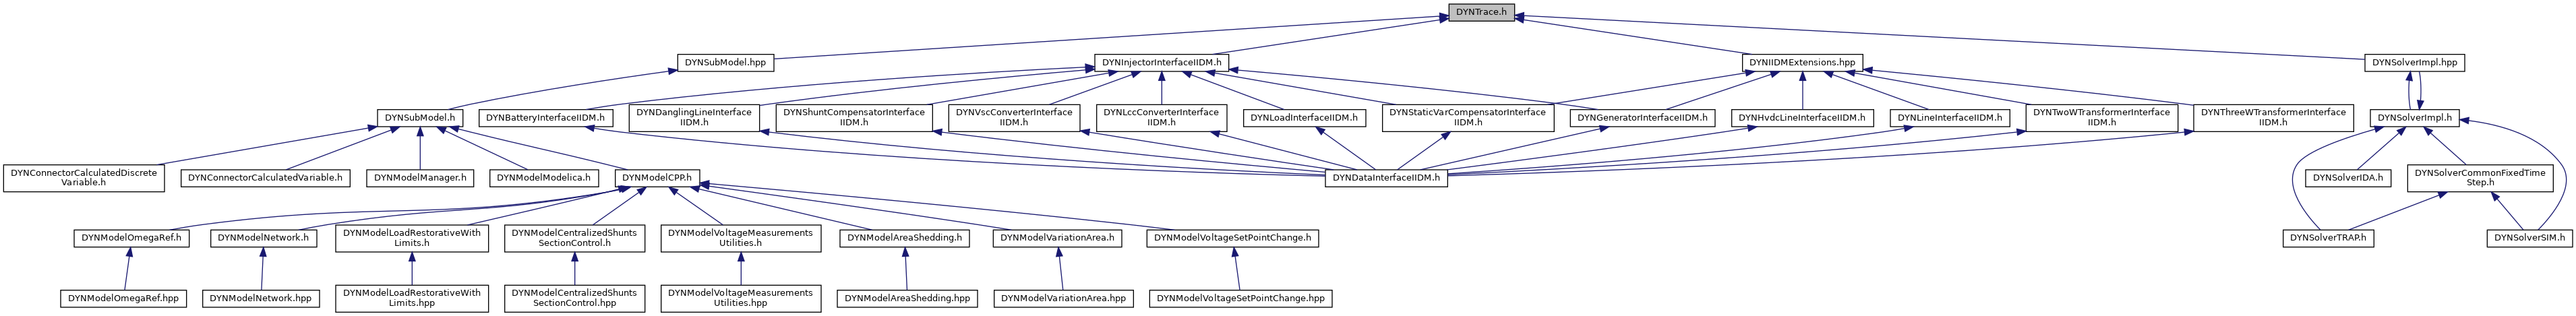 DYNTrace.h
DYNSubModel.hpp
DYNInjectorInterfaceIIDM.h
DYNIIDMExtensions.hpp
DYNSolverImpl.hpp
DYNSubModel.h
DYNBatteryInterfaceIIDM.h
DYNDanglingLineInterface
IIDM.h
DYNShuntCompensatorInterface
IIDM.h
DYNVscConverterInterface
IIDM.h
DYNLccConverterInterface
IIDM.h
DYNLoadInterfaceIIDM.h
DYNStaticVarCompensatorInterface
IIDM.h
DYNGeneratorInterfaceIIDM.h
DYNHvdcLineInterfaceIIDM.h
DYNLineInterfaceIIDM.h
DYNTwoWTransformerInterface
IIDM.h
DYNThreeWTransformerInterface
IIDM.h
DYNSolverImpl.h
DYNConnectorCalculatedDiscrete
Variable.h
DYNConnectorCalculatedVariable.h
DYNModelManager.h
DYNModelModelica.h
DYNModelCPP.h
DYNDataInterfaceIIDM.h
DYNSolverIDA.h
DYNSolverCommonFixedTime
Step.h
DYNModelOmegaRef.h
DYNModelNetwork.h
DYNModelLoadRestorativeWith
Limits.h
DYNModelCentralizedShunts
SectionControl.h
DYNModelVoltageMeasurements
Utilities.h
DYNModelAreaShedding.h
DYNModelVariationArea.h
DYNModelVoltageSetPointChange.h
DYNSolverTRAP.h
DYNSolverSIM.h
DYNModelOmegaRef.hpp
DYNModelNetwork.hpp
DYNModelLoadRestorativeWith
Limits.hpp
DYNModelCentralizedShunts
SectionControl.hpp
DYNModelVoltageMeasurements
Utilities.hpp
DYNModelAreaShedding.hpp
DYNModelVariationArea.hpp
DYNModelVoltageSetPointChange.hpp